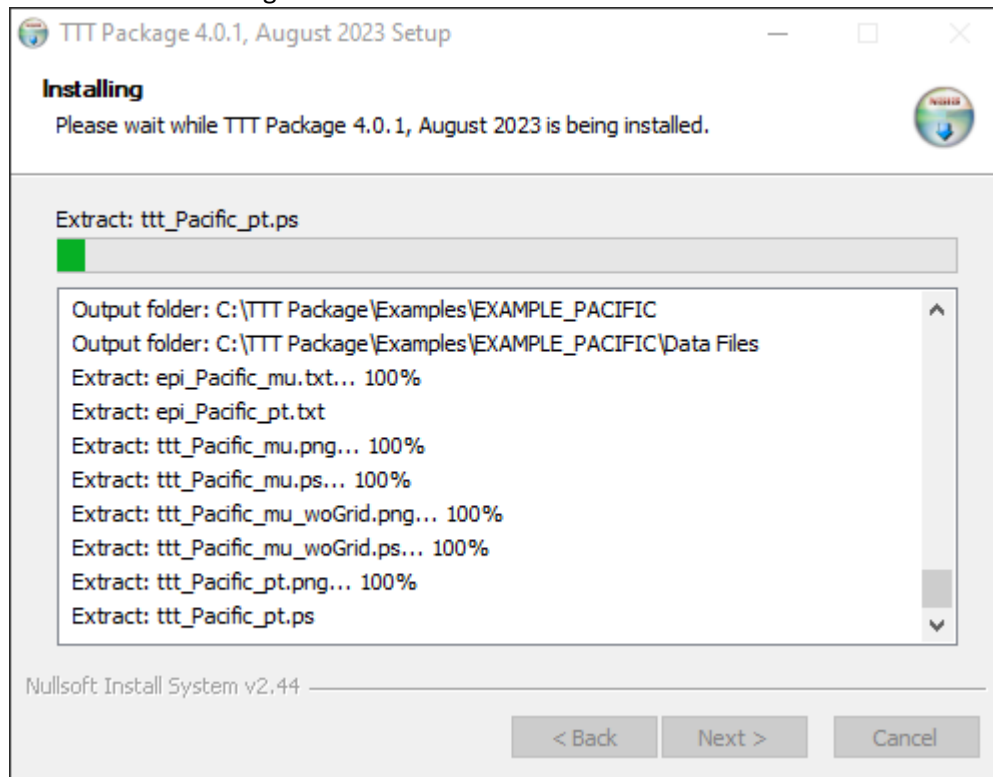 TTT Package 4.0.1, August 2023 Setup
Installing
Please wait while TTT Package 4.0.1, August 2023 is being installed.
Extract: ttt_Pacific_pt.ps
Output folder: C:\TTT Package\Examples\EXAMPLE_PACIFIC
Output folder: C:\TTT Package\Examples\EXAMPLE_PACIFIC\Data Files
Extract: epi_Pacific_mu.txt... 100%
Extract: epi_Pacific_pt.txt
Extract: ttt_Pacific_mu.png... 100%
Extract: ttt_Pacific_mu.ps... 100%
Extract: ttt_Pacific_mu_woGrid.png... 100%
Extract: ttt_Pacific_mu_woGrid.ps... 100%
Extract: ttt_Pacific_pt.png... 100%
Extract: ttt_Pacific_pt.ps
Nullsoft Install System v2.44
< Back Next > Cancel